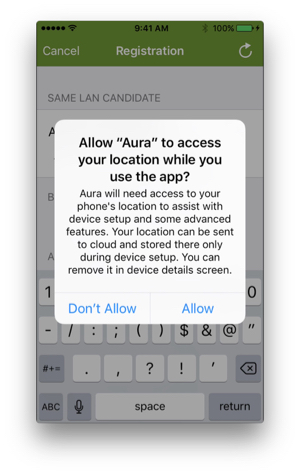 9:41 AM 100%
Cancel Registration
SAME LAN CANDIDATE
A
Allow “Aura” to access
your location while you
use the app?
Aura will need access to your
phone's location to assist with
device setup and some advanced
features. Your location can be sent
to cloud and stored there only
during device setup. You can
remove it in device details screen.
B
A
Don’t Allow Allow
1 0
- / : ; ( ) $ & @ "
#+= . , ? ! ’
ABC space return